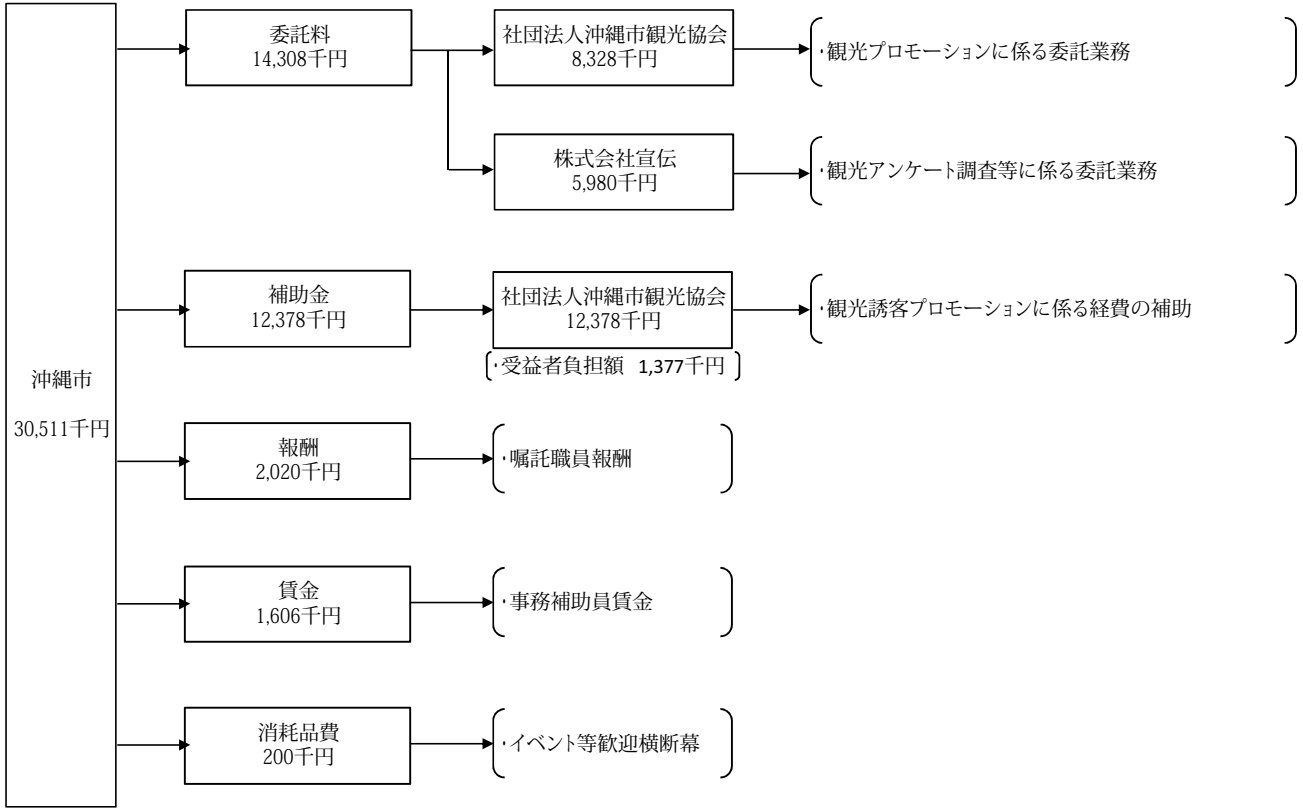 沖縄市
30,511千円
委託料
14,308千円
社団法人沖縄市観光協会
8,328千円
・観光プロモーションに係る委託業務
株式会社宣伝
5,980千円
・観光アンケート調査等に係る委託業務
補助金
12,378千円
社団法人沖縄市観光協会
12,378千円
・受益者負担額 1,377千円
・観光誘客プロモーションに係る経費の補助
報酬
2,020千円
・嘱託職員報酬
賃金
1,606千円
・事務補助員賃金
消耗品費
200千円
・イベント等歓迎横断幕